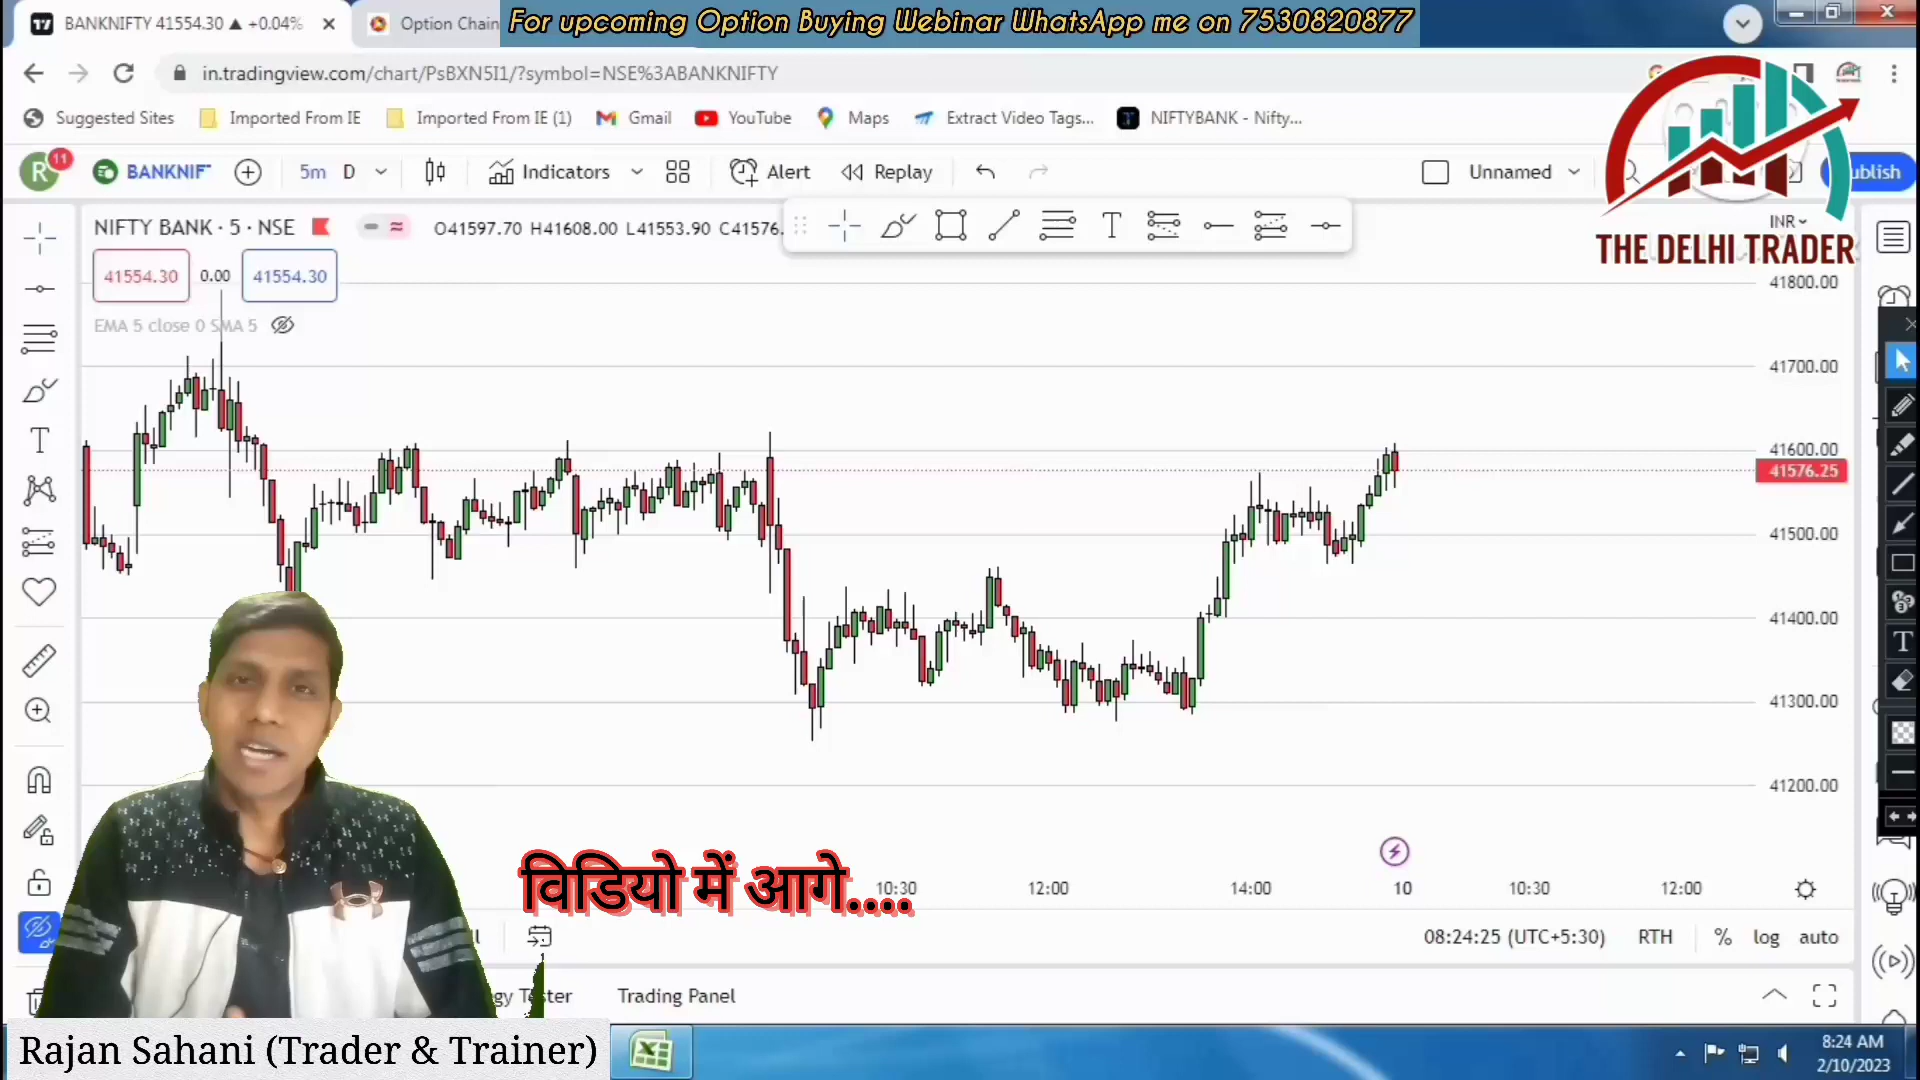 BANKNIFTY 41554.30 ▲ +0.04%
Option Chain
For upcoming Option Buying Webinar WhatsApp me on 7530820877
in.tradingview.com/chart/PsBXN5I1/?symbol=NSE%3ABANKNIFTY
Suggested Sites
Imported From IE
Imported From IE (1)
Gmail
YouTube
Maps
Extract Video Tags...
NIFTYBANK - Nifty...
R
11
BANKNIF
5m
D
Indicators
Alert
Replay
Unnamed
ublish
NIFTY BANK · 5 · NSE
O41597.70 H41608.00 L41553.90 C41576.
INR
THE DELHI TRADER
41554.30
0.00
41554.30
EMA 5 close 0 SMA 5
41800.00
41700.00
41600.00
41576.25
41500.00
41400.00
41300.00
41200.00
विडियो में आगे....
10:30
12:00
14:00
10
10:30
12:00
08:24:25 (UTC+5:30)
RTH
%
log
auto
gy Tester
Trading Panel
Rajan Sahani (Trader & Trainer)
8:24 AM
2/10/2023